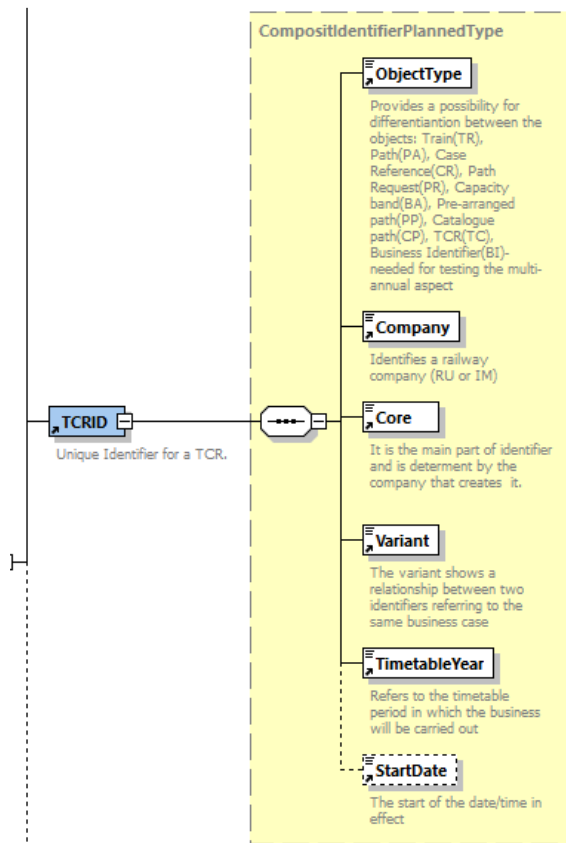 CompositIdentifierPlannedType
ObjectType
Provides a possibility for
differentiantion between the
objects: Train(TR),
Path(PA), Case
Reference(CR), Path
Request(PR), Capacity
band(BA), Pre-arranged
path(PP), Catalogue
path(CP), TCR(TC),
Business Identifier(BI)-
needed for testing the multi-
annual aspect
Company
Identifies a railway
company (RU or IM)
TCRID
Unique Identifier for a TCR.
Core
It is the main part of identifier
and is determent by the
company that creates it.
Variant
The variant shows a
relationship between two
identifiers referring to the
same business case
TimetableYear
Refers to the timetable
period in which the business
will be carried out
StartDate
The start of the date/time in
effect